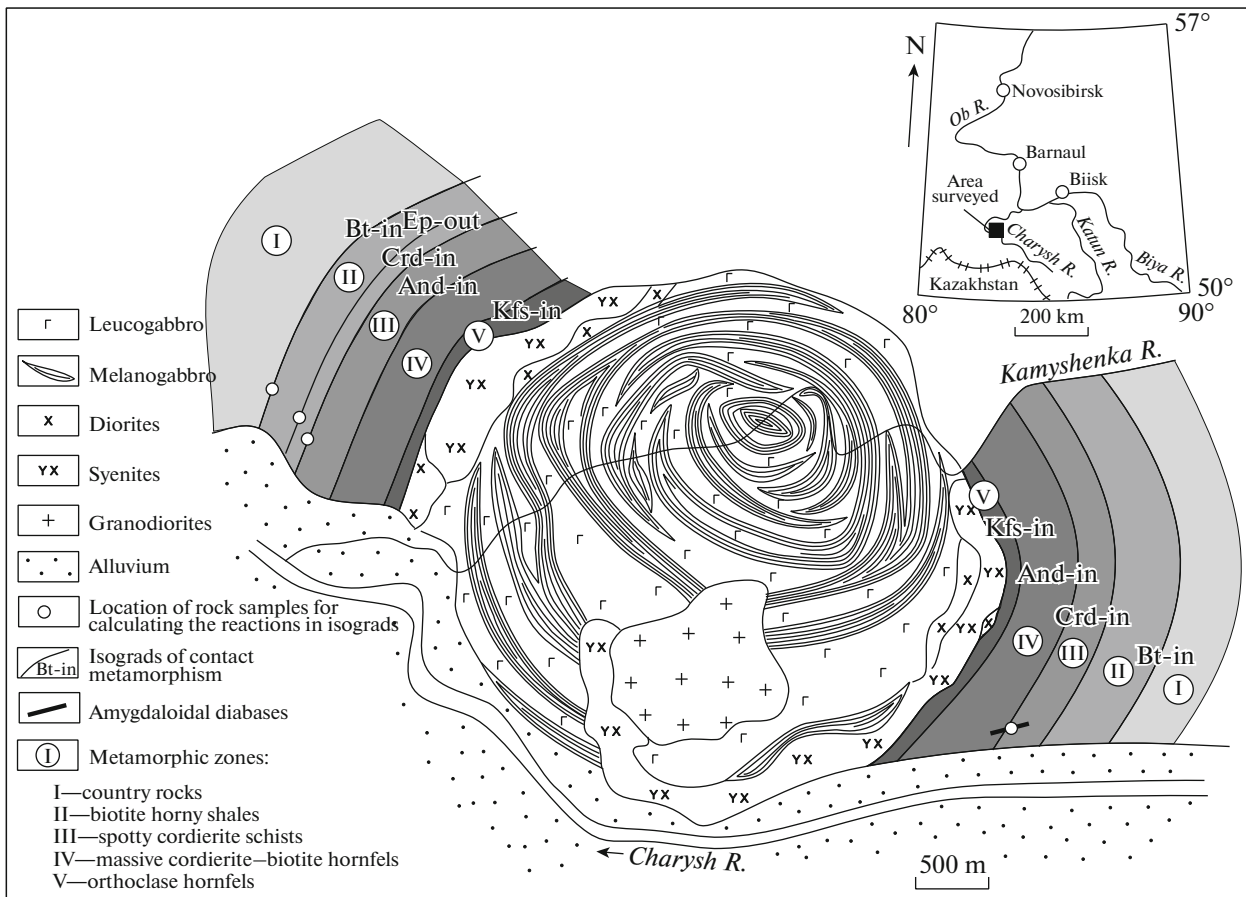 57°
N
Novosibirsk
Ob R.
Barnaul
Biisk
Area
surveyed
Charysh R.
Katun R.
Biya R.
Kazakhstan
50°
80°
90°
200 km
I
Bt-in
Ep-out
II
Crd-in
And-in
III
Kfs-in
IV
V
Kamyshenka R.
V
Kfs-in
And-in
Crd-in
Bt-in
IV
III
II
I
Charysh R.
500 m
Leucogabbro
Melanogabbro
x Diorites
YX Syenites
+ Granodiorites
Alluvium
Location of rock samples for
calculating the reactions in isograds
Bt-in Isograds of contact
metamorphism
Amygdaloidal diabases
I Metamorphic zones:
I—country rocks
II—biotite horny shales
III—spotty cordierite schists
IV—massive cordierite–biotite hornfels
V—orthoclase hornfels